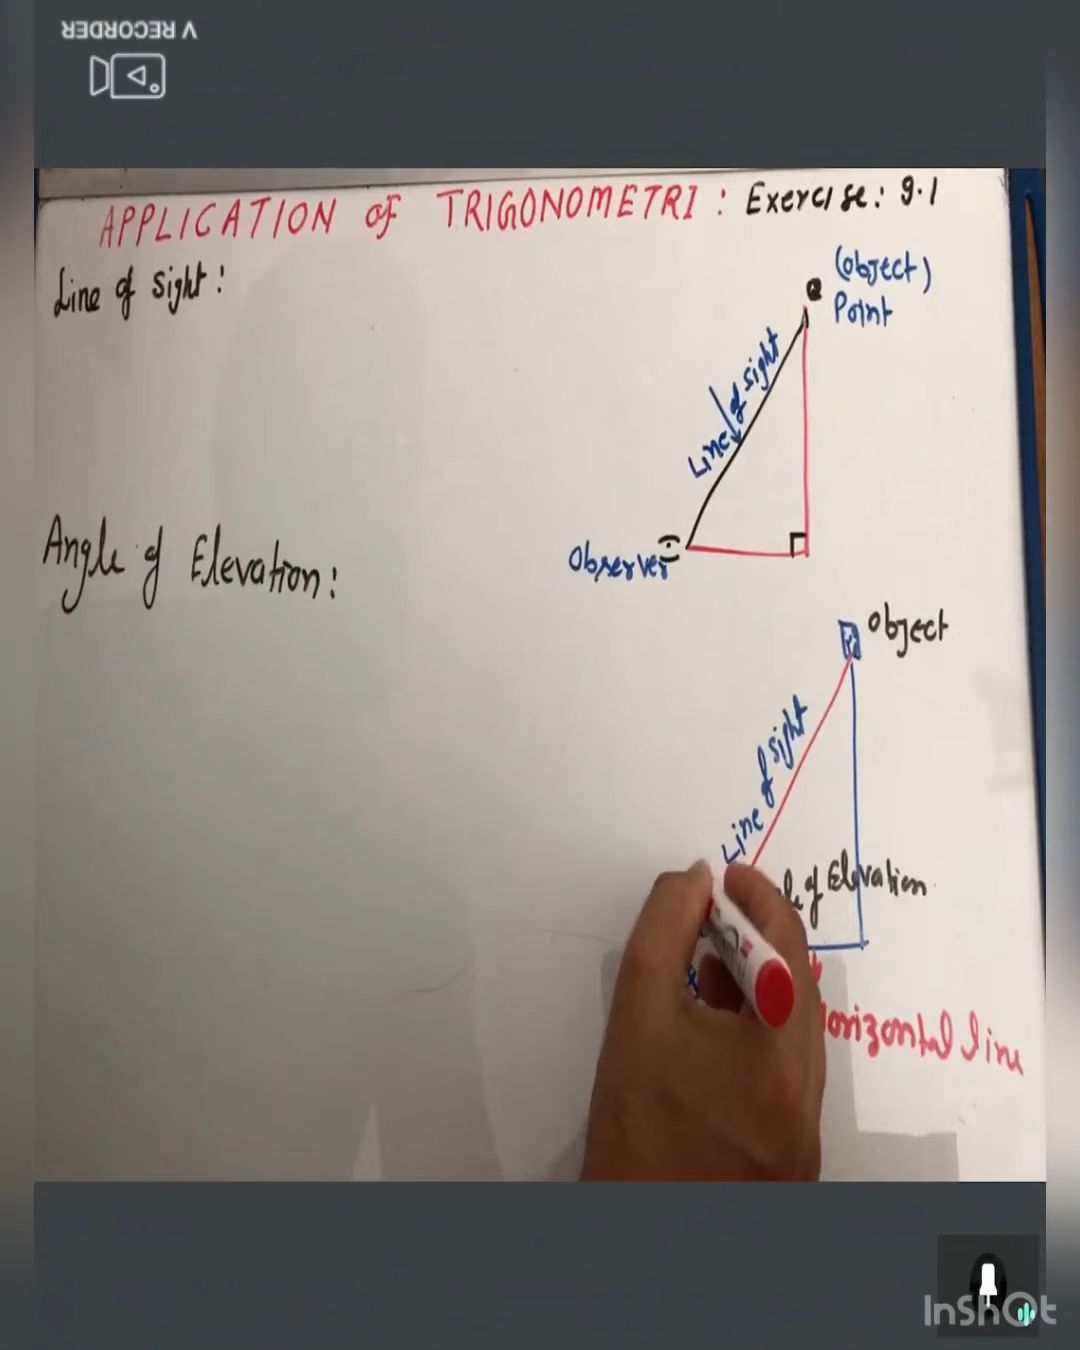 V RECORDER
APPLICATION of TRIGONOMETRI : Exercise: 9.1
Line of Sight :
(object)
Point
Line of Sight
Observer
Angle of Elevation :
Object
Line of Sight
of Elevation
orizontal line
InShOt